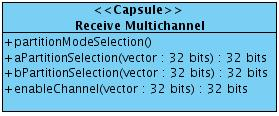 <<Capsule>>
Receive Multichannel
+partitionModeSelection()
+aPartitionSelection(vector : 32 bits) : 32 bits
+bPartitionSelection(vector : 32 bits) : 32 bits
+enableChannel(vector : 32 bits) : 32 bits